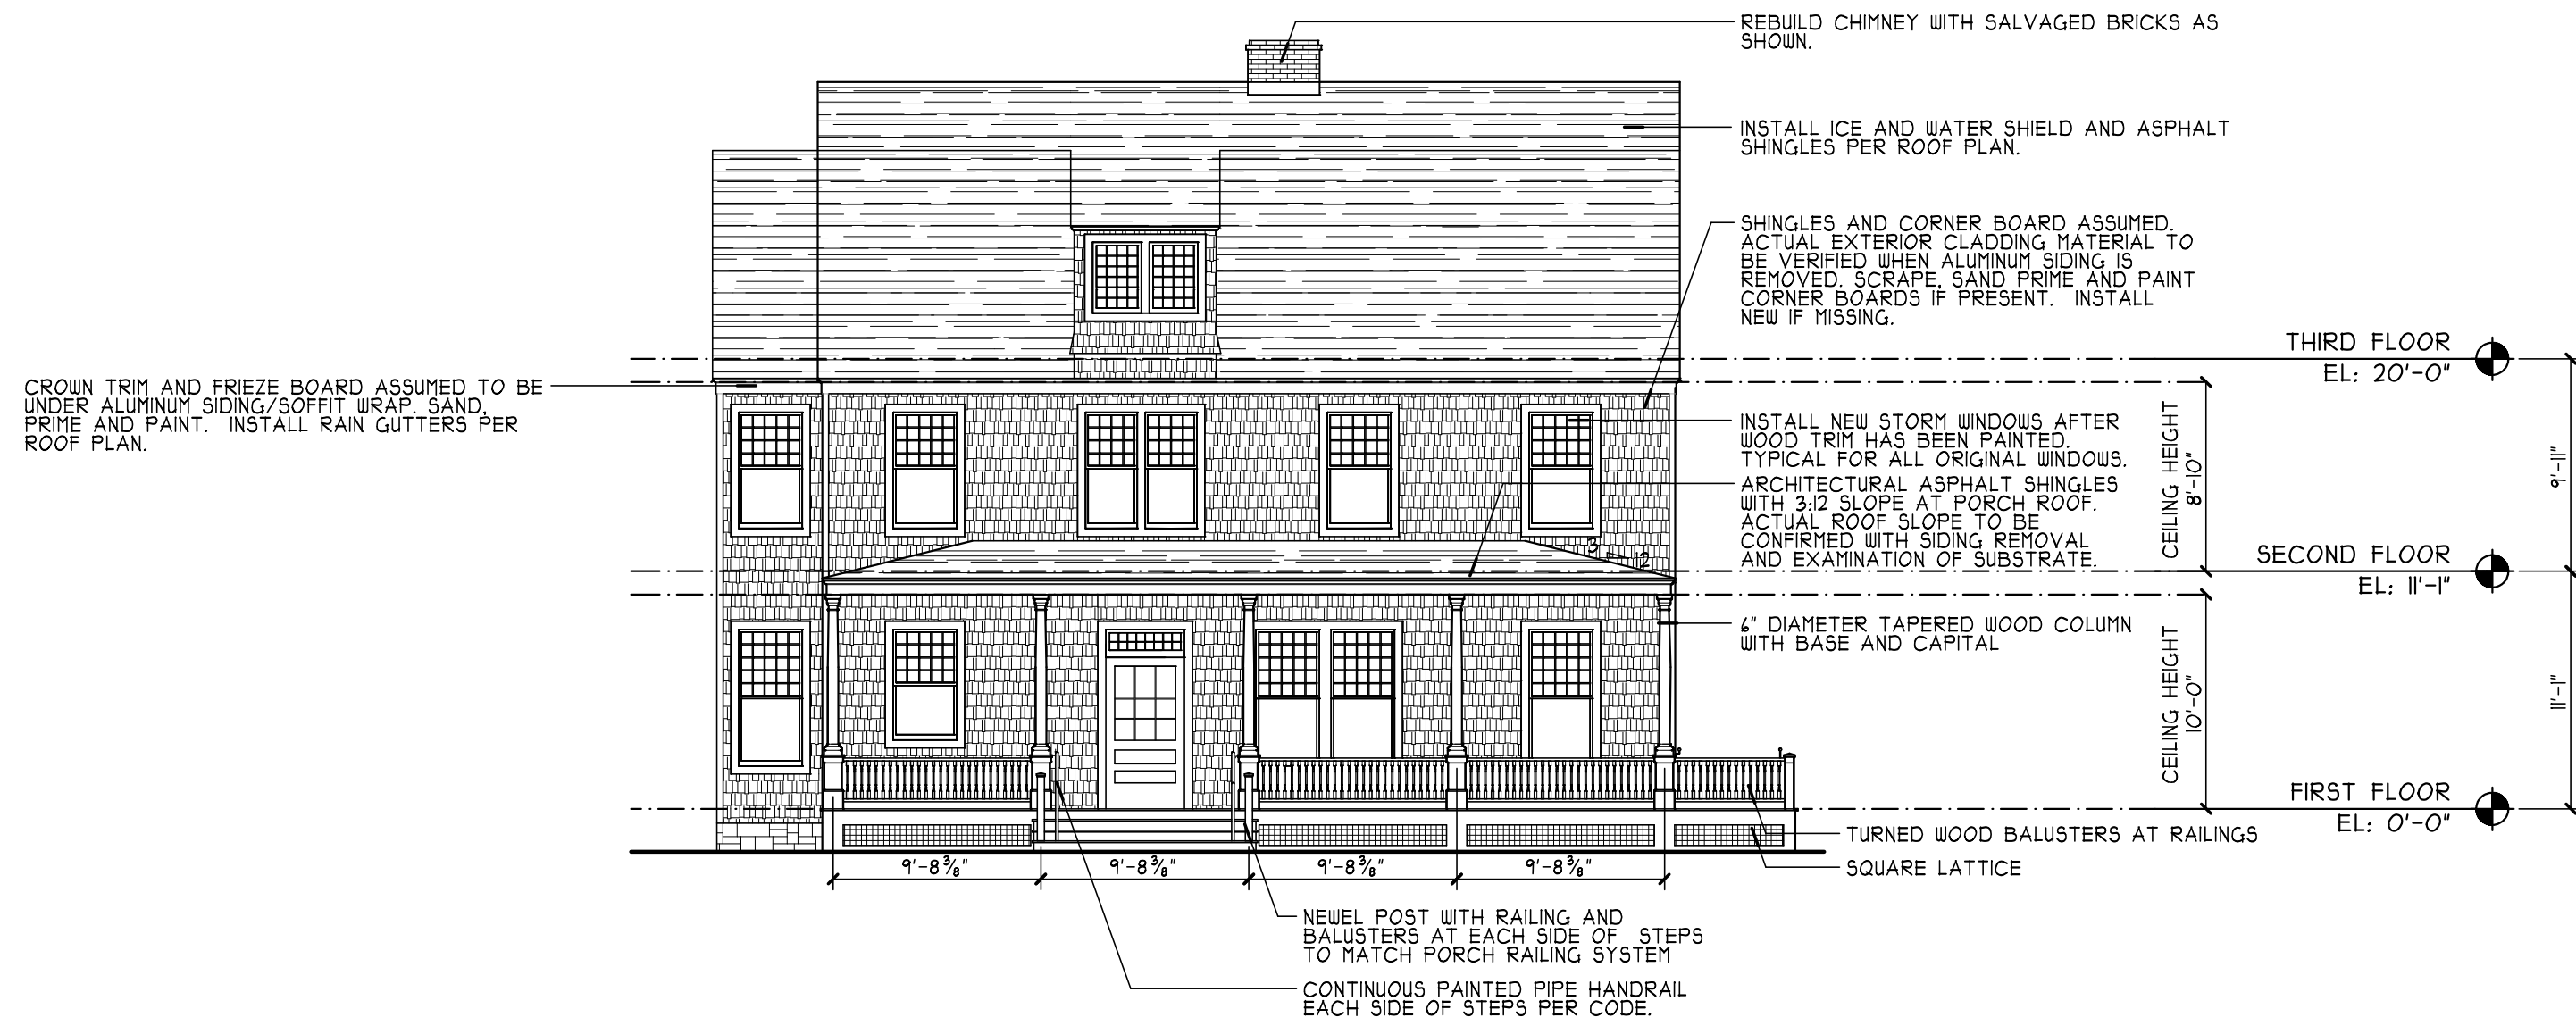 REBUILD CHIMNEY WITH SALVAGED BRICKS AS
SHOWN.
INSTALL ICE AND WATER SHIELD AND ASPHALT
SHINGLES PER ROOF PLAN.
SHINGLES AND CORNER BOARD ASSUMED.
ACTUAL EXTERIOR CLADDING MATERIAL TO
BE VERIFIED WHEN ALUMINUM SIDING IS
REMOVED. SCRAPE, SAND PRIME AND PAINT
CORNER BOARDS IF PRESENT. INSTALL
NEW IF MISSING.
THIRD FLOOR
EL: 20'-0"
CROWN TRIM AND FRIEZE BOARD ASSUMED TO BE
UNDER ALUMINUM SIDING/SOFFIT WRAP. SAND,
PRIME AND PAINT. INSTALL RAIN GUTTERS PER
ROOF PLAN.
INSTALL NEW STORM WINDOWS AFTER
WOOD TRIM HAS BEEN PAINTED.
TYPICAL FOR ALL ORIGINAL WINDOWS.
ARCHITECTURAL ASPHALT SHINGLES
WITH 3:12 SLOPE AT PORCH ROOF.
ACTUAL ROOF SLOPE TO BE
CONFIRMED WITH SIDING REMOVAL
AND EXAMINATION OF SUBSTRATE.
CEILING HEIGHT
8'-10"
9'-11"
3
12
SECOND FLOOR
EL: 11'-1"
6" DIAMETER TAPERED WOOD COLUMN
WITH BASE AND CAPITAL
CEILING HEIGHT
10'-0"
11'-1"
FIRST FLOOR
EL: 0'-0"
TURNED WOOD BALUSTERS AT RAILINGS
SQUARE LATTICE
9'-8⅜"
9'-8⅜"
9'-8⅜"
9'-8⅜"
NEWEL POST WITH RAILING AND
BALUSTERS AT EACH SIDE OF STEPS
TO MATCH PORCH RAILING SYSTEM
CONTINUOUS PAINTED PIPE HANDRAIL
EACH SIDE OF STEPS PER CODE.